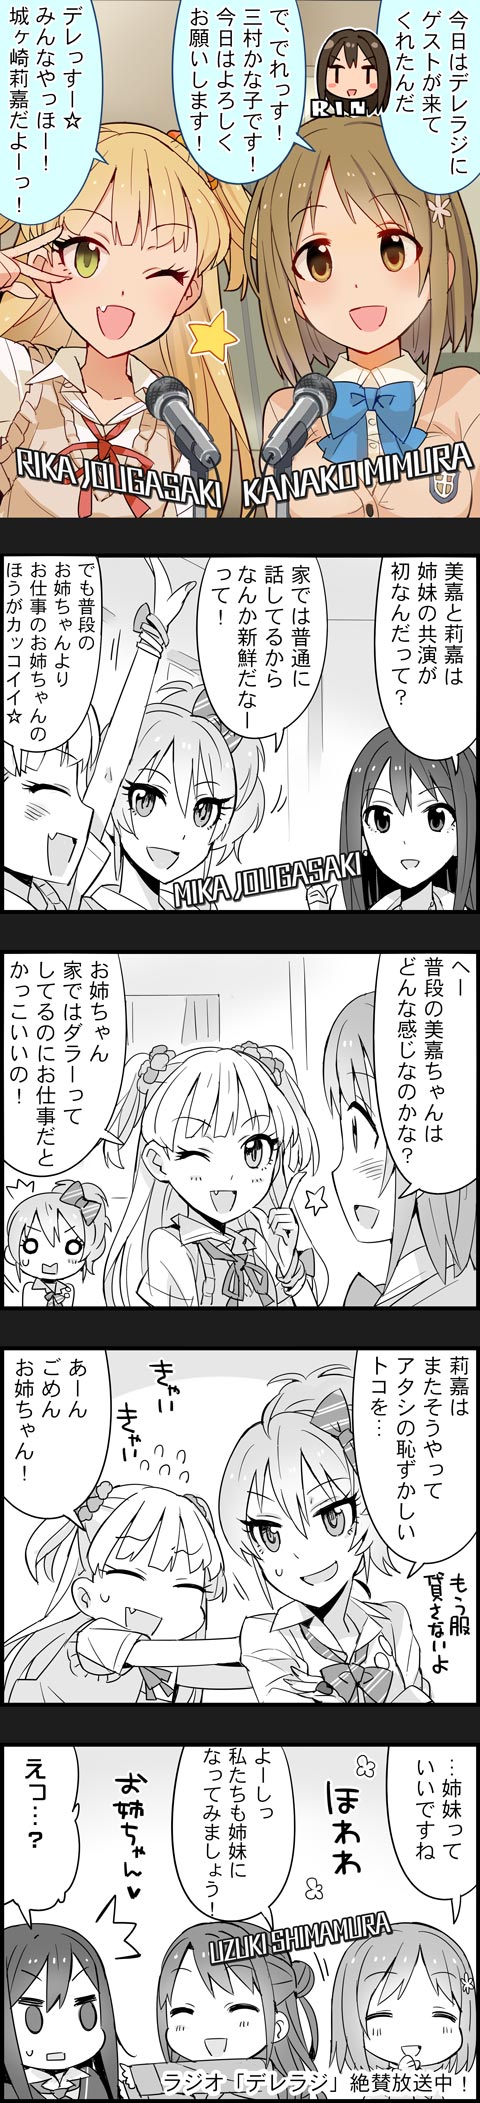 今日はデレラジに
ゲストが来て
くれたんだ
RIN
で、でれっす！
三村かな子です！
今日はよろしく
お願いします！
デレっすー☆
みんなやっほー！
城ヶ崎莉嘉だよーっ！
RIKA JOUGASAKI
KANAKO MIMURA
美嘉と莉嘉は
姉妹の共演が
初なんだって？
家では普通に
話してるから
なんか新鮮だなー
って！
でも普段の
お姉ちゃんより
お仕事のお姉ちゃんの
ほうがカッコイイ☆
MIKA JOUGASAKI
へー
普段の美嘉ちゃんは
どんな感じなのかな？
お姉ちゃん
家ではダラーって
してるのにお仕事だと
かっこいいの！
莉嘉は
またそうやって
アタシの恥ずかしい
トコを…
もう服
貸さないよ
きゃい
きゃい
あーん
ごめん
お姉ちゃん！
…姉妹って
いいですね
ほわわ
よーしっ
私たちも姉妹に
なってみましょう！
お姉ちゃん♥
えコ…？
UZUKI SHIMAMURA
ラジオ「デレラジ」絶賛放送中！